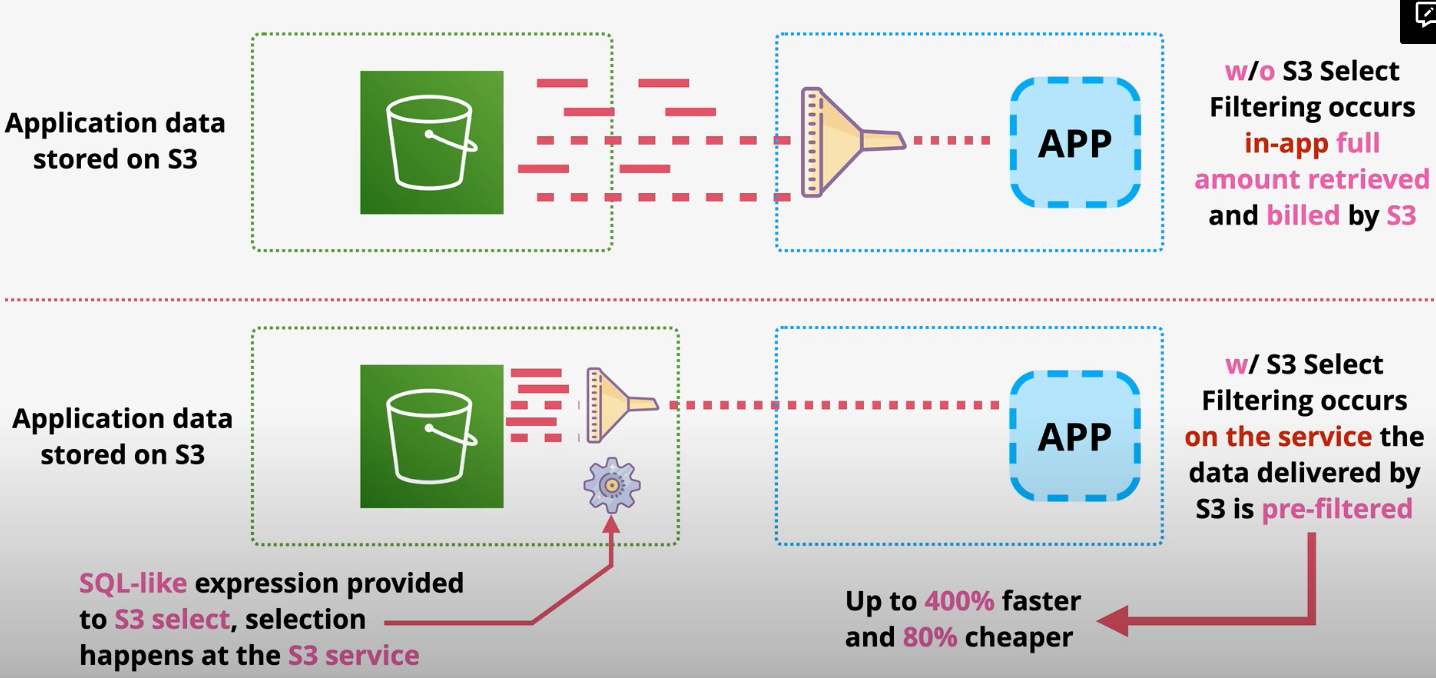 Application data
stored on S3
APP
w/o S3 Select
Filtering occurs
in-app full
amount retrieved
and billed by S3
Application data
stored on S3
APP
w/ S3 Select
Filtering occurs
on the service the
data delivered by
S3 is pre-filtered
SQL-like expression provided
to S3 select, selection
happens at the S3 service
Up to 400% faster
and 80% cheaper